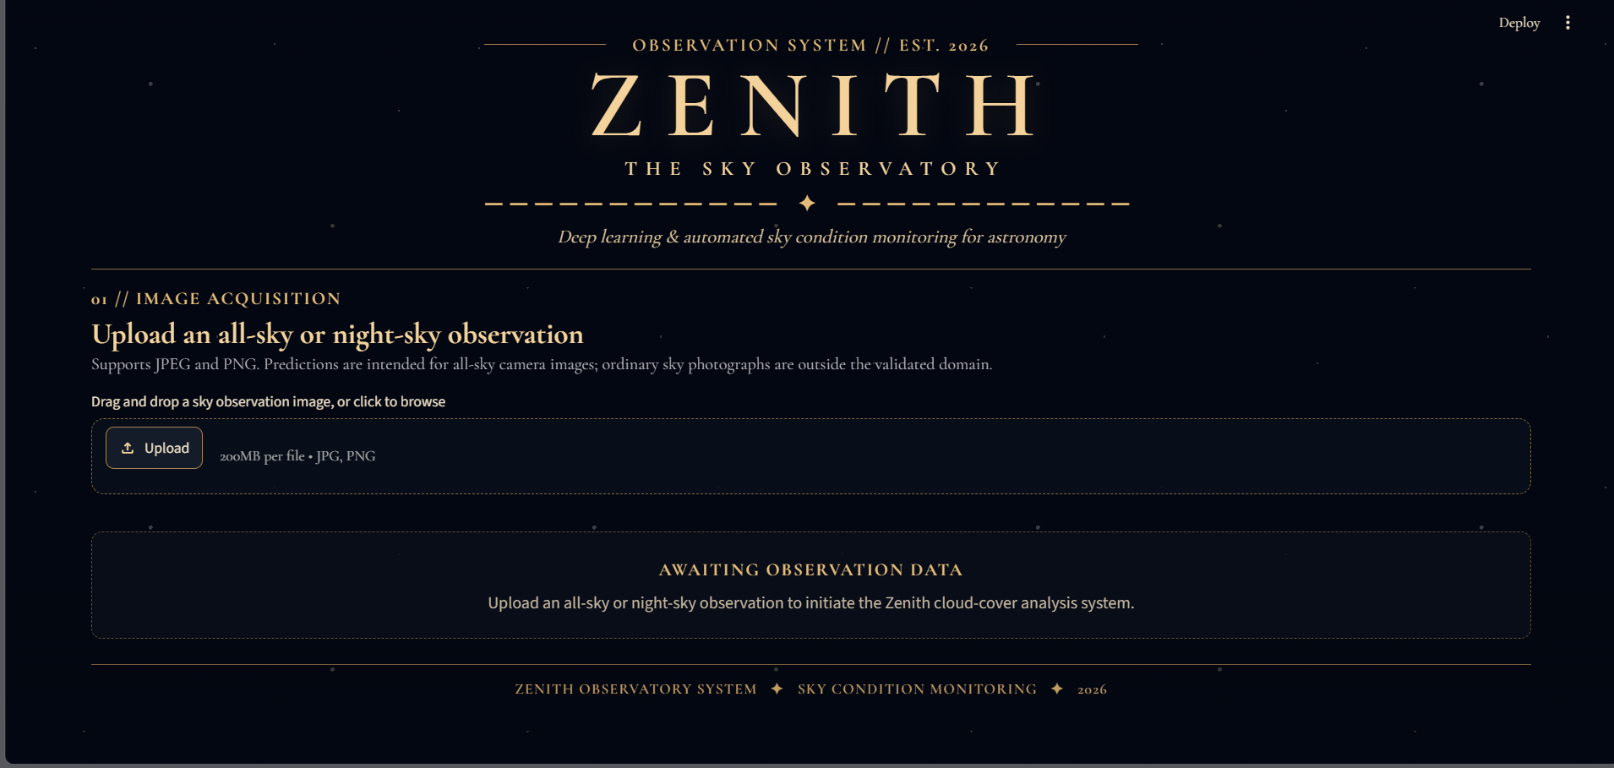 Deploy
OBSERVATION SYSTEM // EST. 2026
ZENITH
THE SKY OBSERVATORY
Deep learning & automated sky condition monitoring for astronomy
01 // IMAGE ACQUISITION
Upload an all-sky or night-sky observation
Supports JPEG and PNG. Predictions are intended for all-sky camera images; ordinary sky photographs are outside the validated domain.
Drag and drop a sky observation image, or click to browse
Upload
200MB per file • JPG, PNG
AWAITING OBSERVATION DATA
Upload an all-sky or night-sky observation to initiate the Zenith cloud-cover analysis system.
ZENITH OBSERVATORY SYSTEM ✦ SKY CONDITION MONITORING ✦ 2026